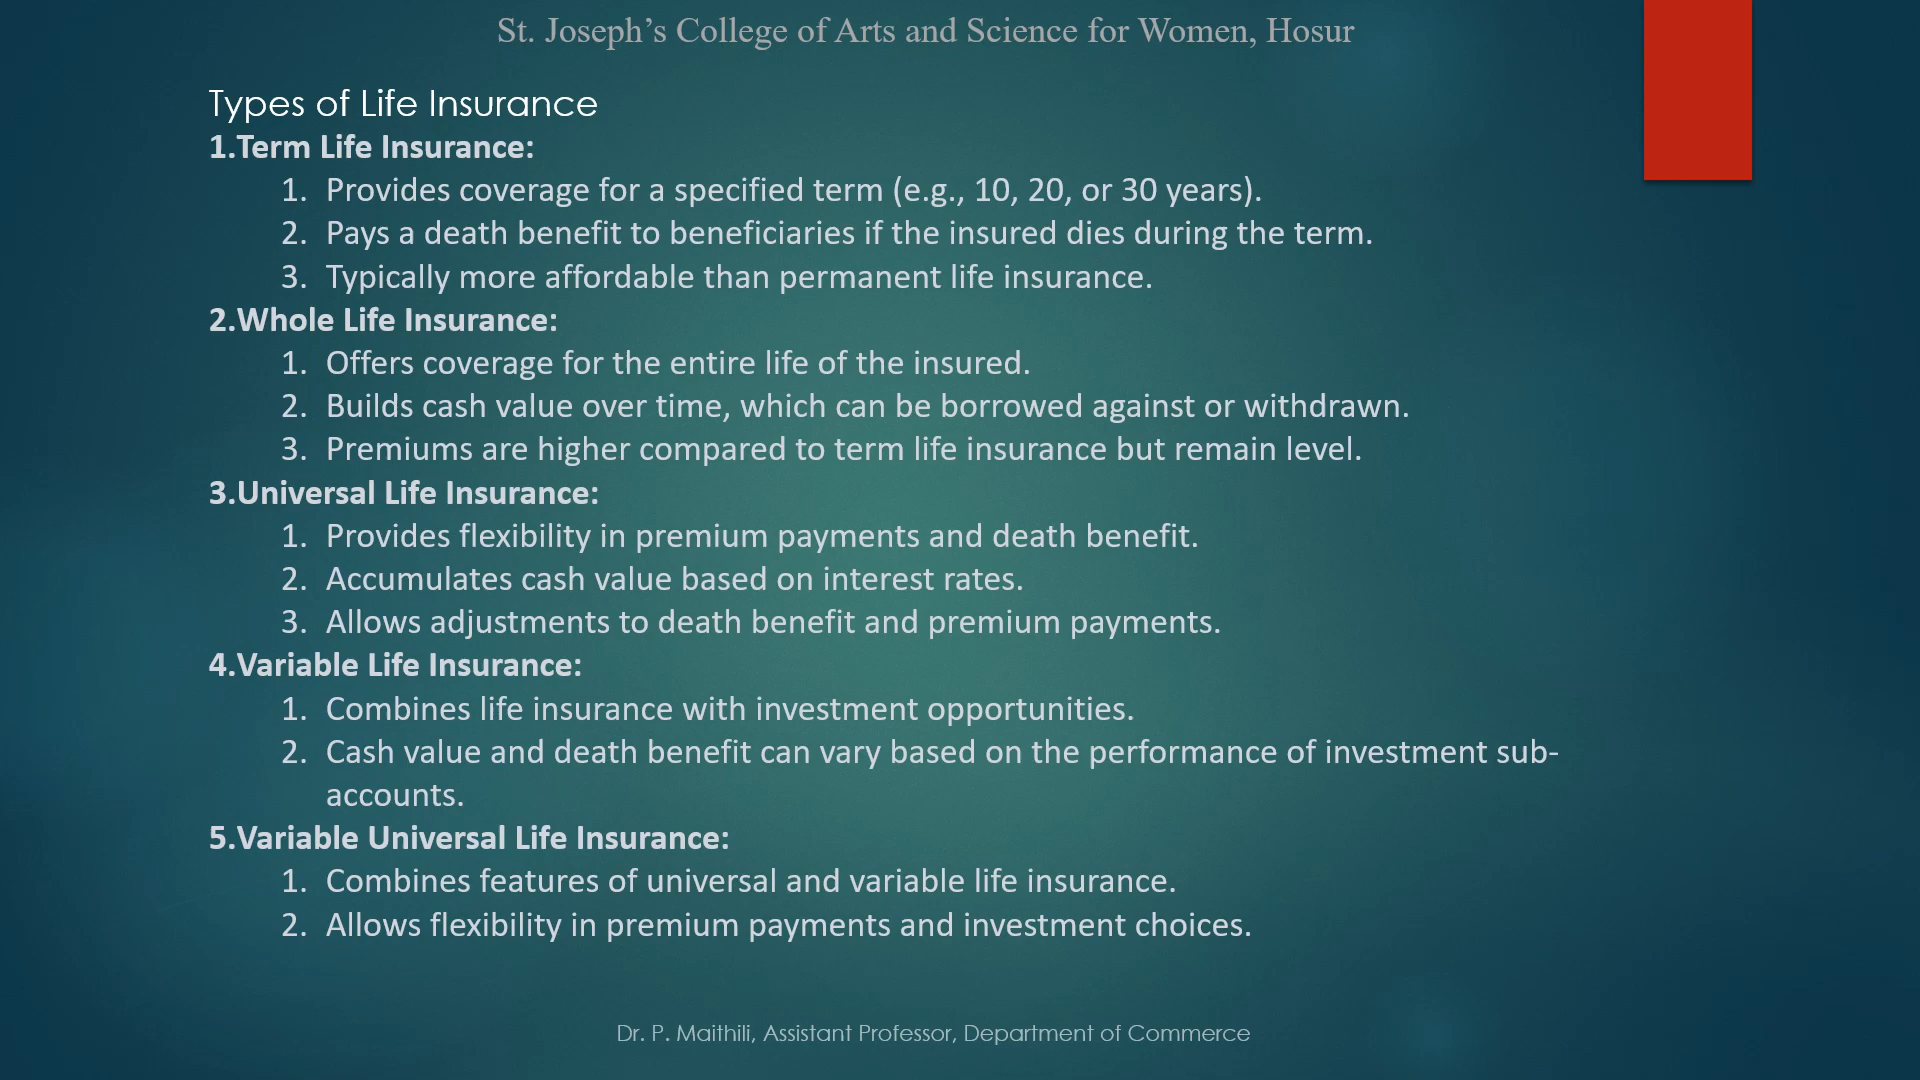 St. Joseph’s College of Arts and Science for Women, Hosur
Types of Life Insurance
1.Term Life Insurance:
1. Provides coverage for a specified term (e.g., 10, 20, or 30 years).
2. Pays a death benefit to beneficiaries if the insured dies during the term.
3. Typically more affordable than permanent life insurance.
2.Whole Life Insurance:
1. Offers coverage for the entire life of the insured.
2. Builds cash value over time, which can be borrowed against or withdrawn.
3. Premiums are higher compared to term life insurance but remain level.
3.Universal Life Insurance:
1. Provides flexibility in premium payments and death benefit.
2. Accumulates cash value based on interest rates.
3. Allows adjustments to death benefit and premium payments.
4.Variable Life Insurance:
1. Combines life insurance with investment opportunities.
2. Cash value and death benefit can vary based on the performance of investment sub-
accounts.
5.Variable Universal Life Insurance:
1. Combines features of universal and variable life insurance.
2. Allows flexibility in premium payments and investment choices.
Dr. P. Maithili, Assistant Professor, Department of Commerce